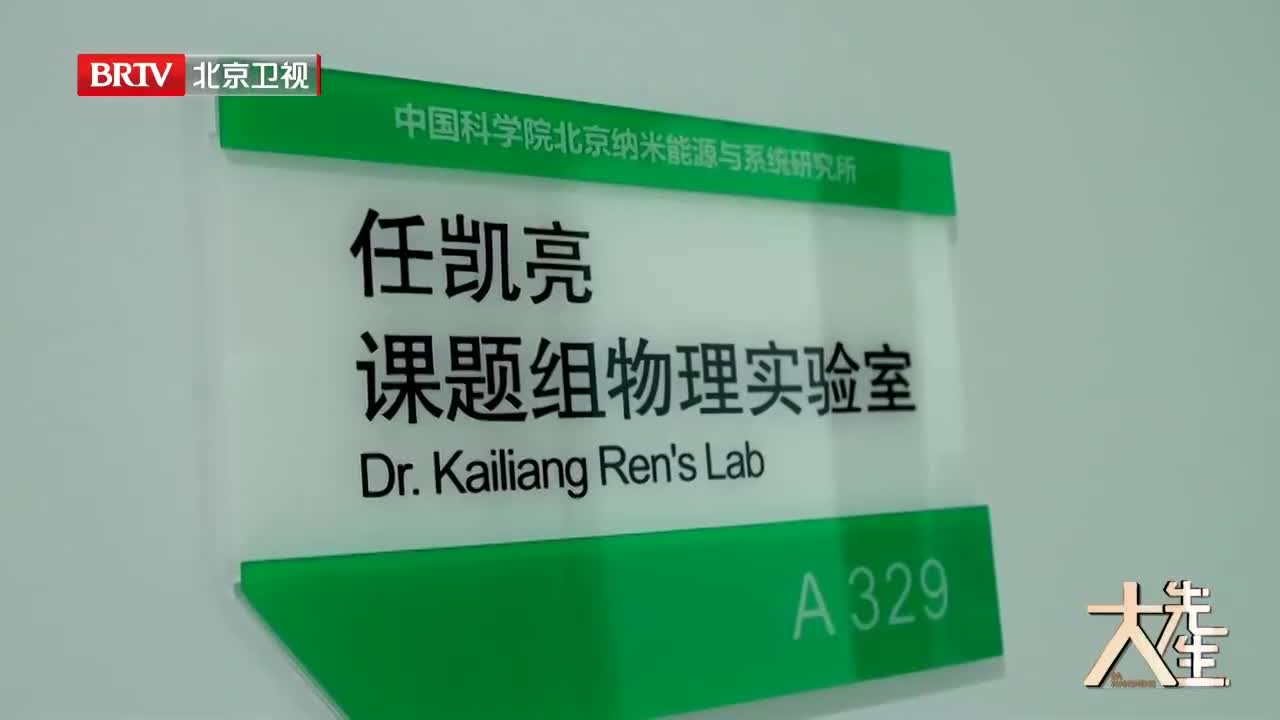 BRTV 北京卫视
中国科学院北京纳米能源与系统研究所
任凯亮
课题组物理实验室
Dr. Kailiang Ren's Lab
A 329
大先生